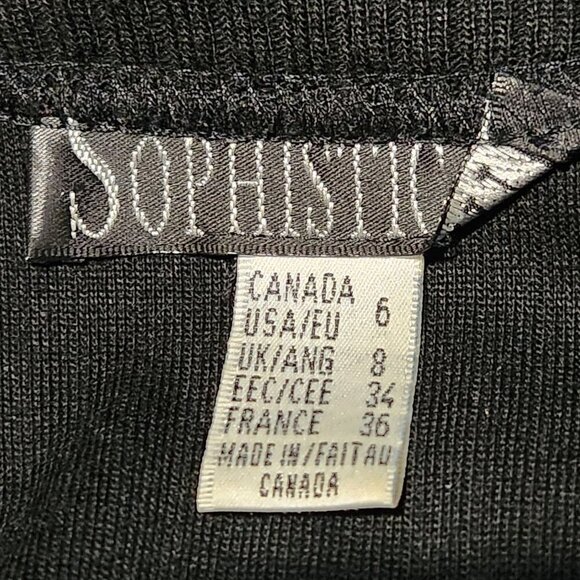 SOPHISTIC
CANADA
USA/EU 6
UK/ANG 8
EEC/CEE 34
FRANCE 36
MADE IN/FAIT AU
CANADA